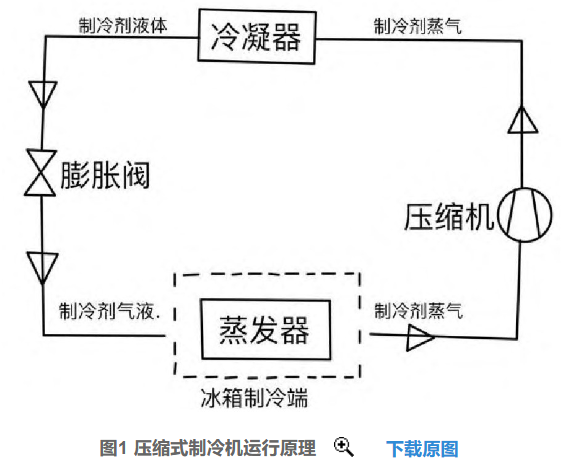 制冷剂液体
冷凝器
制冷剂蒸气
膨胀阀
压缩机
制冷剂气液.
蒸发器
制冷剂蒸气
冰箱制冷端
图1 压缩式制冷机运行原理
下载原图